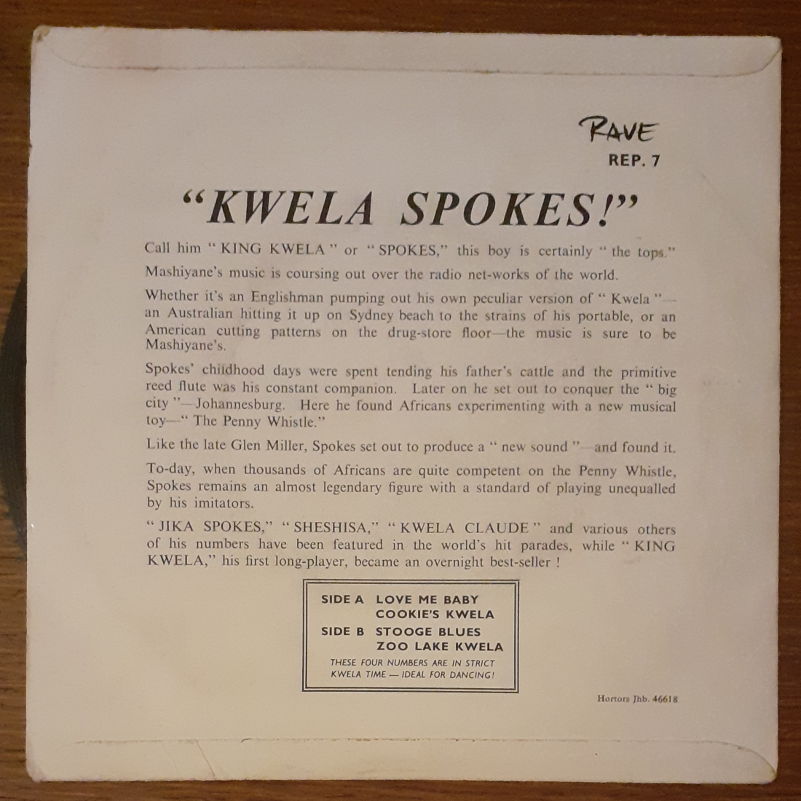 RAVE
REP. 7
“KWELA SPOKES!”
Call him “ KING KWELA ” or “ SPOKES,” this boy is certainly “ the tops.”
Mashiyane’s music is coursing out over the radio net-works of the world.
Whether it’s an Englishman pumping out his own peculiar version of “ Kwela ”—
an Australian hitting it up on Sydney beach to the strains of his portable, or an
American cutting patterns on the drug-store floor—the music is sure to be
Mashiyane’s.
Spokes’ childhood days were spent tending his father’s cattle and the primitive
reed flute was his constant companion. Later on he set out to conquer the “ big
city ”—Johannesburg. Here he found Africans experimenting with a new musical
toy—“ The Penny Whistle.”
Like the late Glen Miller, Spokes set out to produce a “ new sound ”—and found it.
To-day, when thousands of Africans are quite competent on the Penny Whistle,
Spokes remains an almost legendary figure with a standard of playing unequalled
by his imitators.
“ JIKA SPOKES,” “ SHESHISA,” “ KWELA CLAUDE ” and various others
of his numbers have been featured in the world’s hit parades, while “ KING
KWELA,” his first long-player, became an overnight best-seller !
SIDE A LOVE ME BABY
COOKIE’S KWELA
SIDE B STOOGE BLUES
ZOO LAKE KWELA
THESE FOUR NUMBERS ARE IN STRICT
KWELA TIME — IDEAL FOR DANCING!
Hortors Jhb. 46618